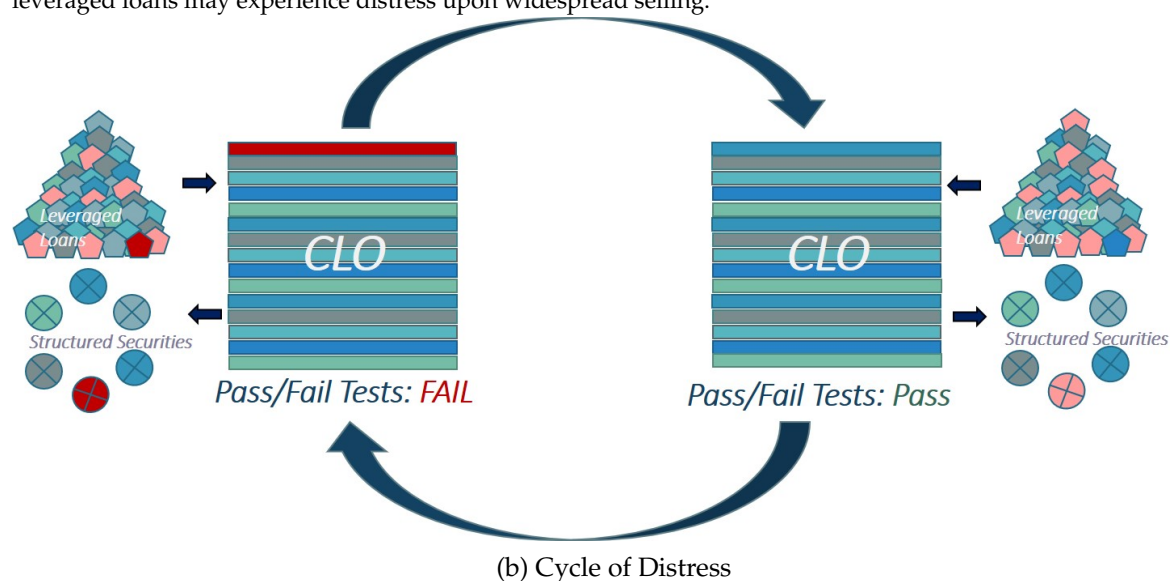 leveraged loans may experience distress upon widespread selling.
Leveraged
Loans
CLO
Structured Securities
Pass/Fail Tests: FAIL
Leveraged
Loans
CLO
Structured Securities
Pass/Fail Tests: Pass
(b) Cycle of Distress